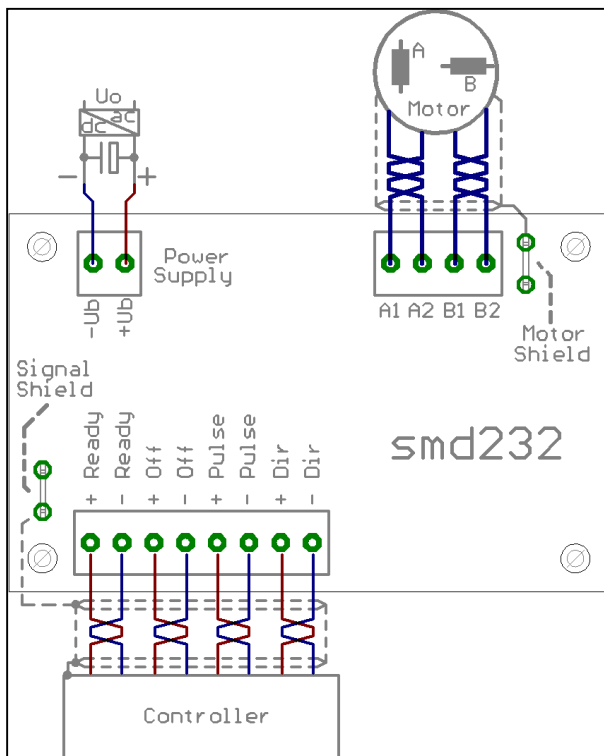 A
B
Motor
Uo
dc ac
- +
Power
Supply
-Ub
+Ub
A1 A2 B1 B2
Motor
Shield
Signal
Shield
+ Ready
- Ready
+ Off
- Off
+ Pulse
- Pulse
+ Dir
- Dir
smd232
Controller